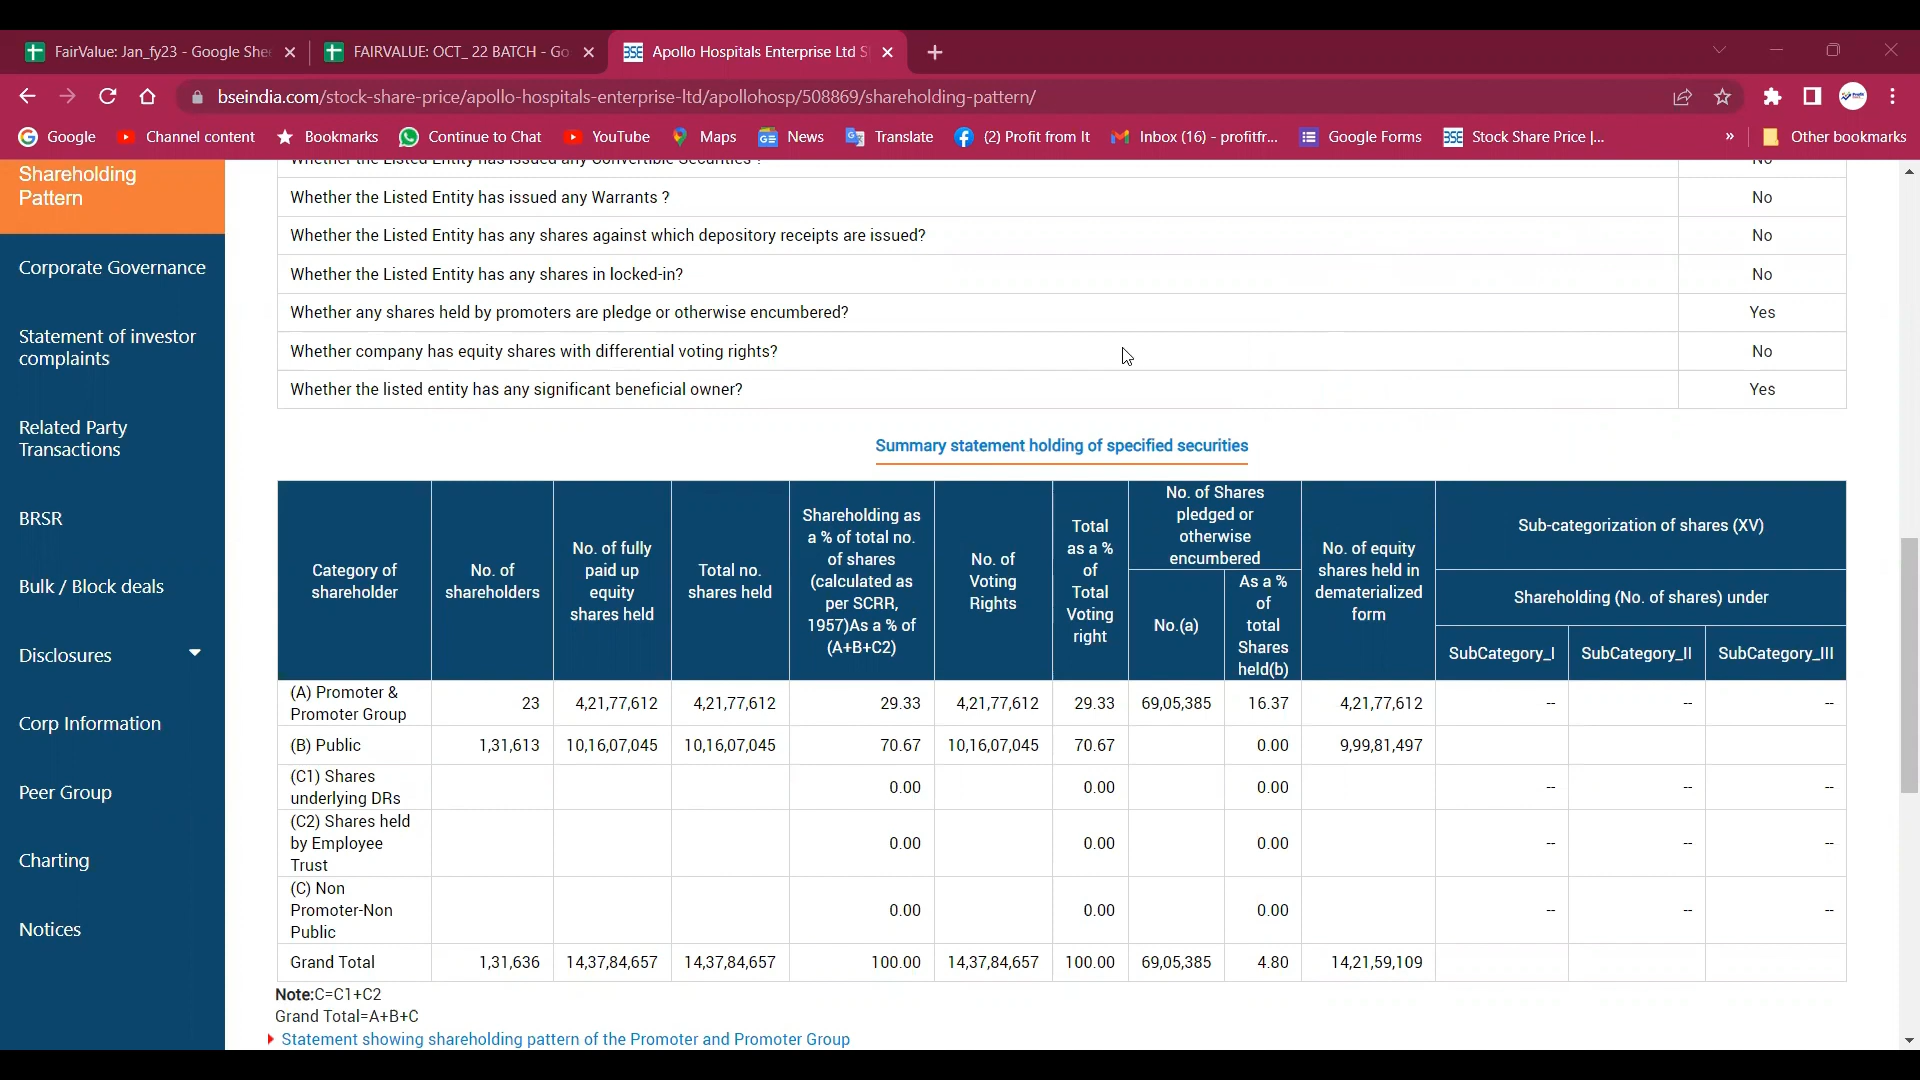 FairValue: Jan_fy23 - Google She
FAIRVALUE: OCT_ 22 BATCH - Go
Apollo Hospitals Enterprise Ltd S
bseindia.com/stock-share-price/apollo-hospitals-enterprise-ltd/apollohosp/508869/shareholding-pattern/
Google
Channel content
Bookmarks
Continue to Chat
YouTube
Maps
News
Translate
(2) Profit from It
Inbox (16) - profitfr...
Google Forms
Stock Share Price |...
»
Other bookmarks
Shareholding
Pattern
Corporate Governance
Statement of investor
complaints
Related Party
Transactions
BRSR
Bulk / Block deals
Disclosures
Corp Information
Peer Group
Charting
Notices
Whether the Listed Entity has issued any Convertible Securities ? No
Whether the Listed Entity has issued any Warrants ? No
Whether the Listed Entity has any shares against which depository receipts are issued? No
Whether the Listed Entity has any shares in locked-in? No
Whether any shares held by promoters are pledge or otherwise encumbered? Yes
Whether company has equity shares with differential voting rights? No
Whether the listed entity has any significant beneficial owner? Yes
Summary statement holding of specified securities
Category of
shareholder
No. of
shareholders
No. of fully
paid up
equity
shares held
Total no.
shares held
Shareholding as
a % of total no.
of shares
(calculated as
per SCRR,
1957)As a % of
(A+B+C2)
No. of
Voting
Rights
Total
as a %
of
Total
Voting
right
No. of Shares
pledged or
otherwise
encumbered
No.(a)
As a %
of
total
Shares
held(b)
No. of equity
shares held in
dematerialized
form
Sub-categorization of shares (XV)
Shareholding (No. of shares) under
SubCategory_I SubCategory_II SubCategory_III
(A) Promoter &
Promoter Group
23 4,21,77,612 4,21,77,612 29.33 4,21,77,612 29.33 69,05,385 16.37 4,21,77,612 -- -- --
(B) Public 1,31,613 10,16,07,045 10,16,07,045 70.67 10,16,07,045 70.67 0.00 9,99,81,497
(C1) Shares
underlying DRs
0.00 0.00 0.00 -- -- --
(C2) Shares held
by Employee
Trust
0.00 0.00 0.00 -- -- --
(C) Non
Promoter-Non
Public
0.00 0.00 0.00 -- -- --
Grand Total 1,31,636 14,37,84,657 14,37,84,657 100.00 14,37,84,657 100.00 69,05,385 4.80 14,21,59,109
Note:C=C1+C2
Grand Total=A+B+C
Statement showing shareholding pattern of the Promoter and Promoter Group